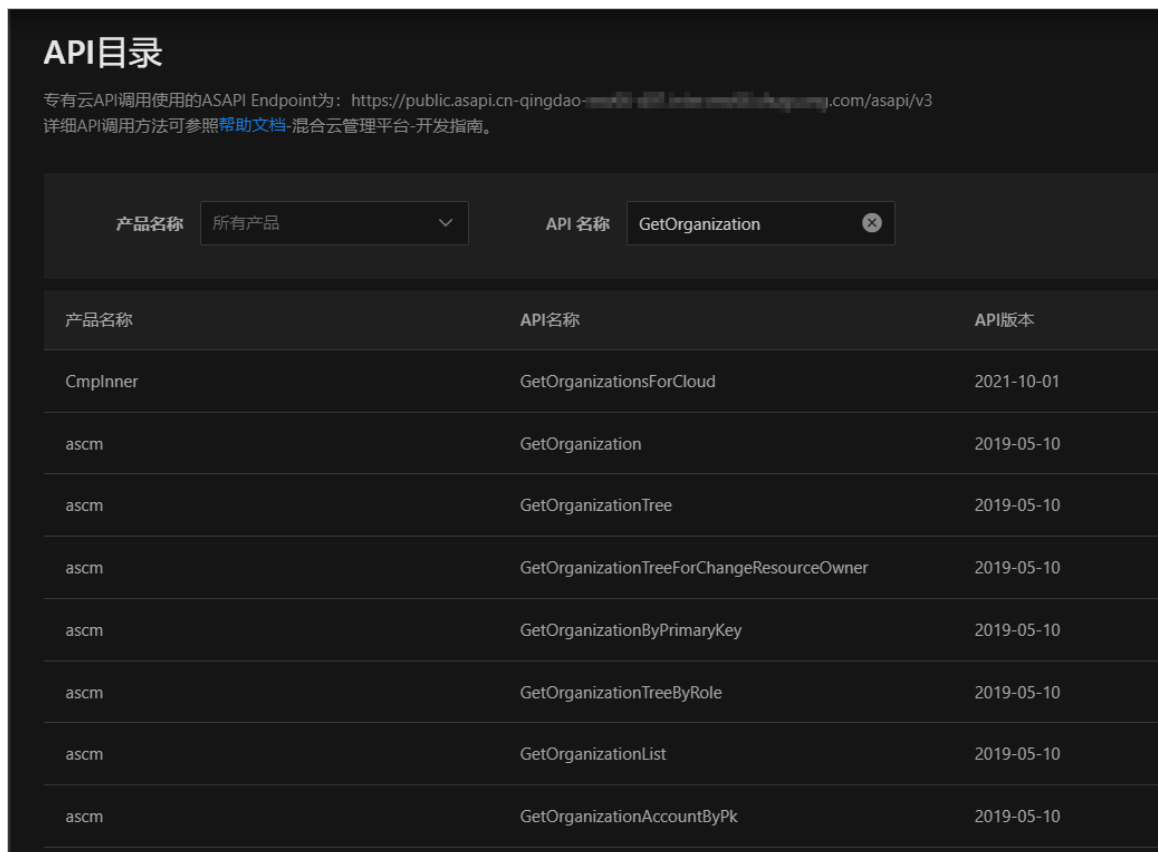 API目录
专有云API调用使用的ASAPI Endpoint为：https://public.asapi.cn-qingdao- .com/asapi/v3
详细API调用方法可参照帮助文档-混合云管理平台-开发指南。
产品名称 所有产品 API 名称 GetOrganization
产品名称 API名称 API版本
CmpInner GetOrganizationsForCloud 2021-10-01
ascm GetOrganization 2019-05-10
ascm GetOrganizationTree 2019-05-10
ascm GetOrganizationTreeForChangeResourceOwner 2019-05-10
ascm GetOrganizationByPrimaryKey 2019-05-10
ascm GetOrganizationTreeByRole 2019-05-10
ascm GetOrganizationList 2019-05-10
ascm GetOrganizationAccountByPk 2019-05-10